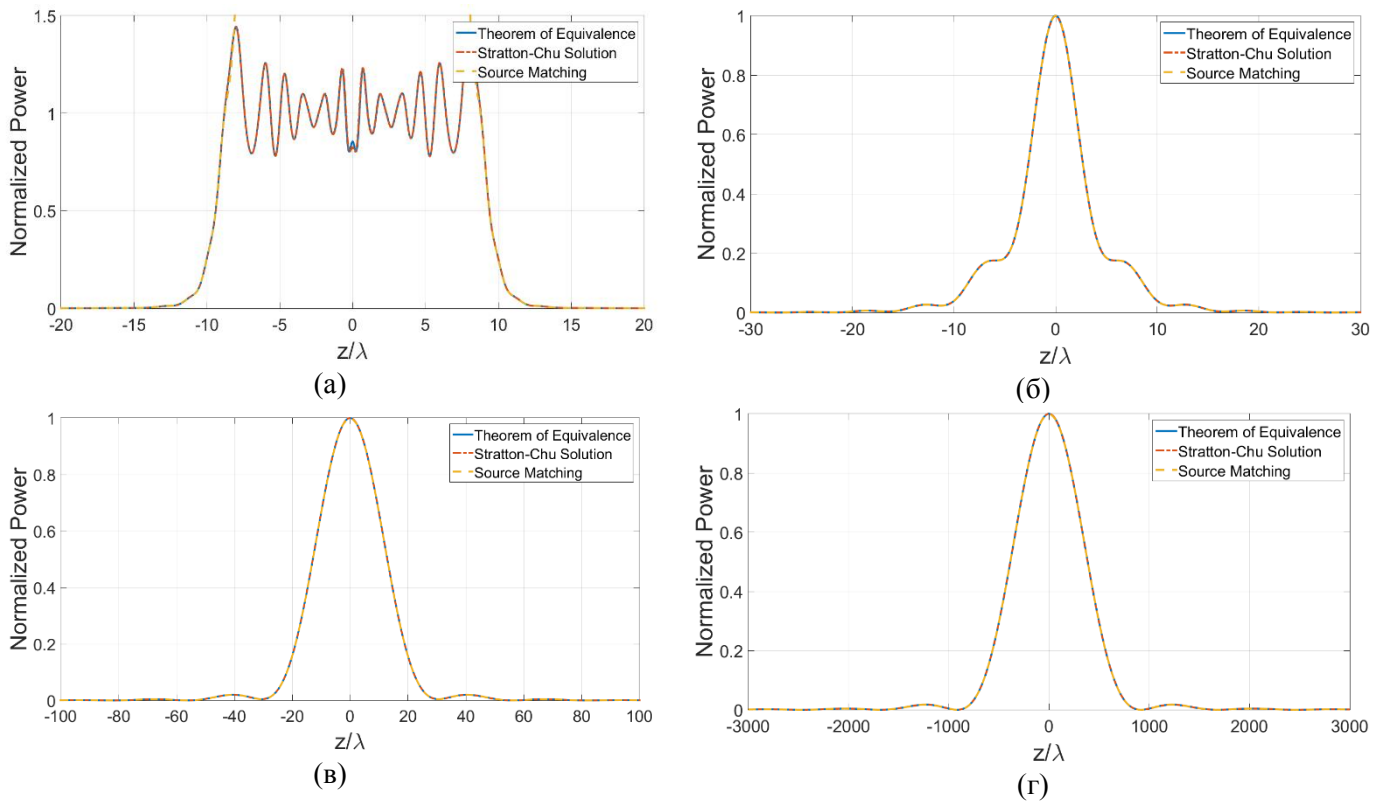 1.5
1
0.5
0
Normalized Power
-20 -15 -10 -5 0 5 10 15 20
z/λ
Theorem of Equivalence
Stratton-Chu Solution
Source Matching
(а)
1
0.8
0.6
0.4
0.2
0
Normalized Power
-30 -20 -10 0 10 20 30
z/λ
Theorem of Equivalence
Stratton-Chu Solution
Source Matching
(б)
1
0.8
0.6
0.4
0.2
0
Normalized Power
-100 -80 -60 -40 -20 0 20 40 60 80 100
z/λ
Theorem of Equivalence
Stratton-Chu Solution
Source Matching
(в)
1
0.8
0.6
0.4
0.2
0
Normalized Power
-3000 -2000 -1000 0 1000 2000 3000
z/λ
Theorem of Equivalence
Stratton-Chu Solution
Source Matching
(г)